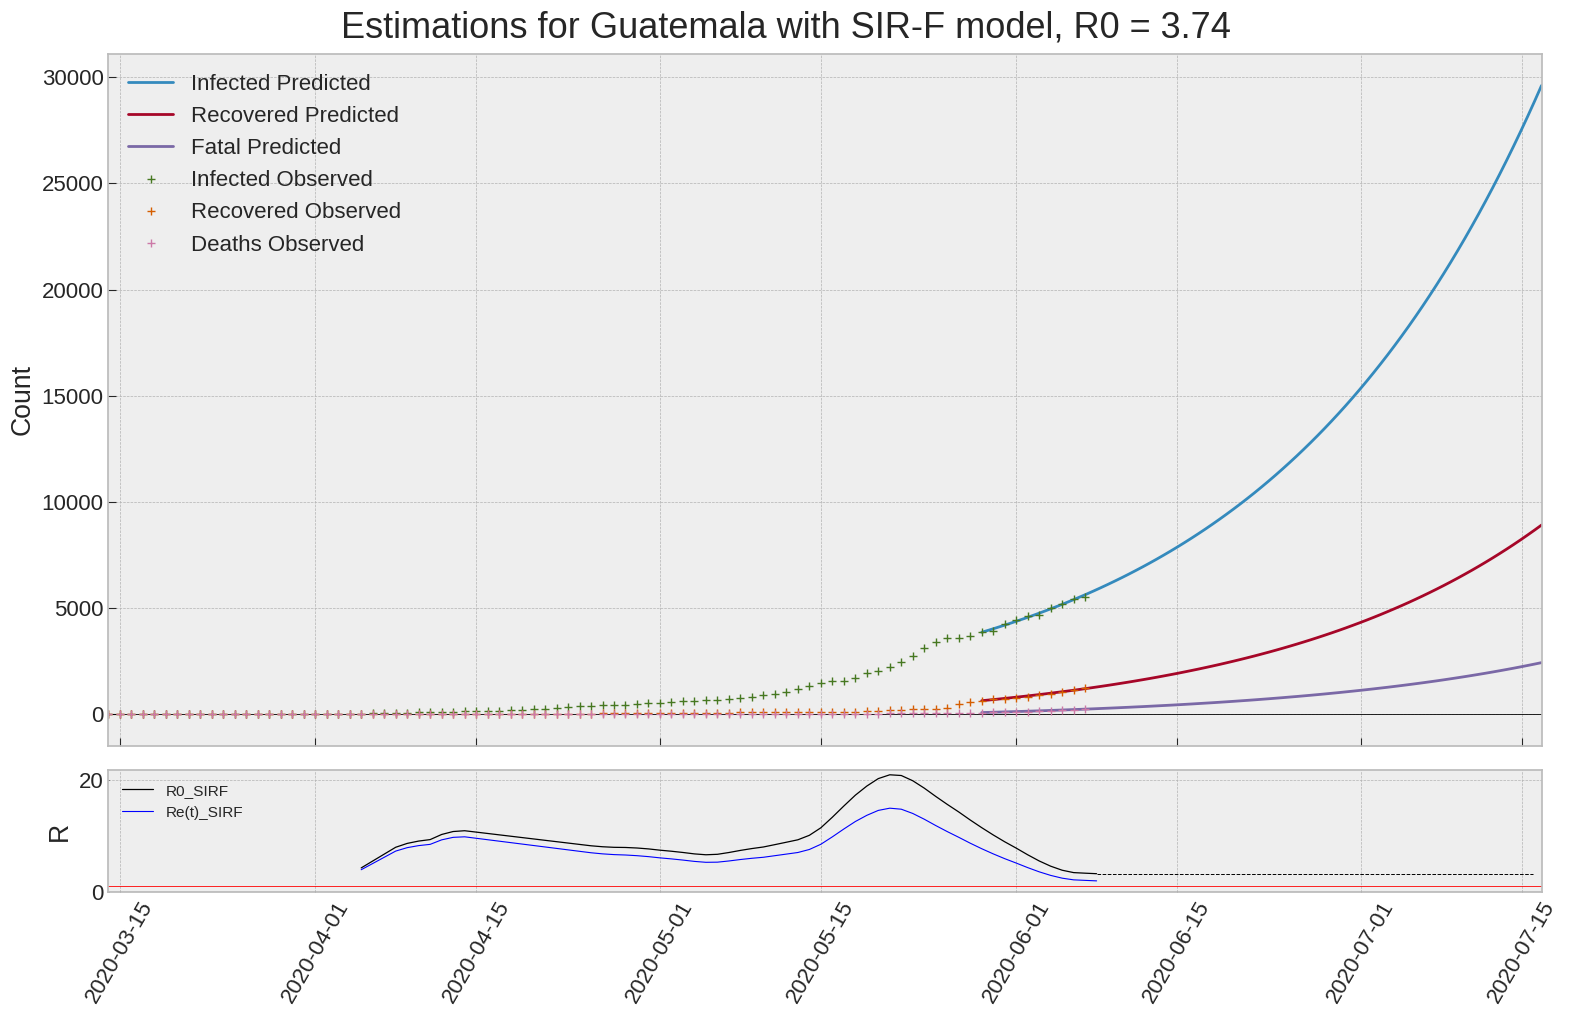 Estimations for Guatemala with SIR-F model, R0 = 3.74
Infected Predicted
Recovered Predicted
Fatal Predicted
Infected Observed
Recovered Observed
Deaths Observed
30000
25000
20000
15000
10000
5000
0
Count
R0_SIRF
Re(t)_SIRF
20
0
R
2020-03-15
2020-04-01
2020-04-15
2020-05-01
2020-05-15
2020-06-01
2020-06-15
2020-07-01
2020-07-15